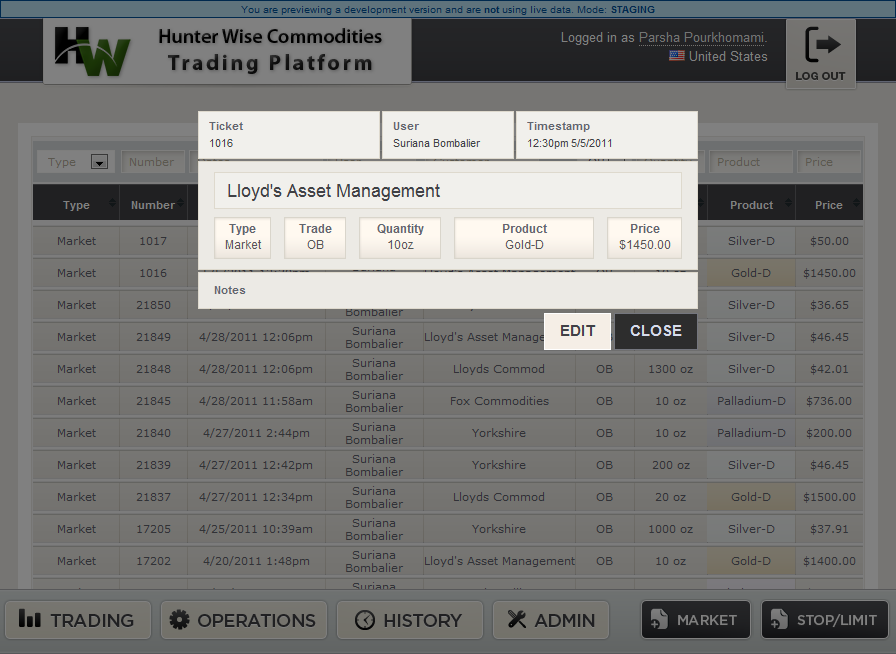 You are previewing a development version and are not using live data. Mode: STAGING
HW
Hunter Wise Commodities
Trading Platform
Logged in as Parsha Pourkhomami.
United States
LOG OUT
Ticket User Timestamp
1016 Suriana Bombalier 12:30pm 5/5/2011
Type Number Product Price
Lloyd's Asset Management
Type Number Product Price
Type Trade Quantity Product Price
Market OB 10oz Gold-D $1450.00
Market 1017 Silver-D $50.00
Market 1016 Gold-D $1450.00
Notes
Market 21850 Bombalier Silver-D $36.65
EDIT CLOSE
Market 21849 4/28/2011 12:06pm Suriana Bombalier Lloyd's Asset Silver-D $46.45
Market 21848 4/28/2011 12:06pm Suriana Bombalier Lloyds Commod OB 1300 oz Silver-D $42.01
Market 21845 4/28/2011 11:58am Suriana Bombalier Fox Commodities OB 10 oz Palladium-D $736.00
Market 21840 4/27/2011 2:44pm Suriana Bombalier Yorkshire OB 10 oz Palladium-D $200.00
Market 21839 4/27/2011 12:42pm Suriana Bombalier Yorkshire OB 200 oz Silver-D $46.45
Market 21837 4/27/2011 12:34pm Suriana Bombalier Lloyds Commod OB 20 oz Gold-D $1500.00
Market 17205 4/25/2011 10:39am Suriana Bombalier Yorkshire OB 1000 oz Silver-D $37.91
Market 17202 4/20/2011 1:48pm Suriana Bombalier Lloyd's Asset Management OB 10 oz Gold-D $1400.00
Suriana
TRADING OPERATIONS HISTORY ADMIN MARKET STOP/LIMIT